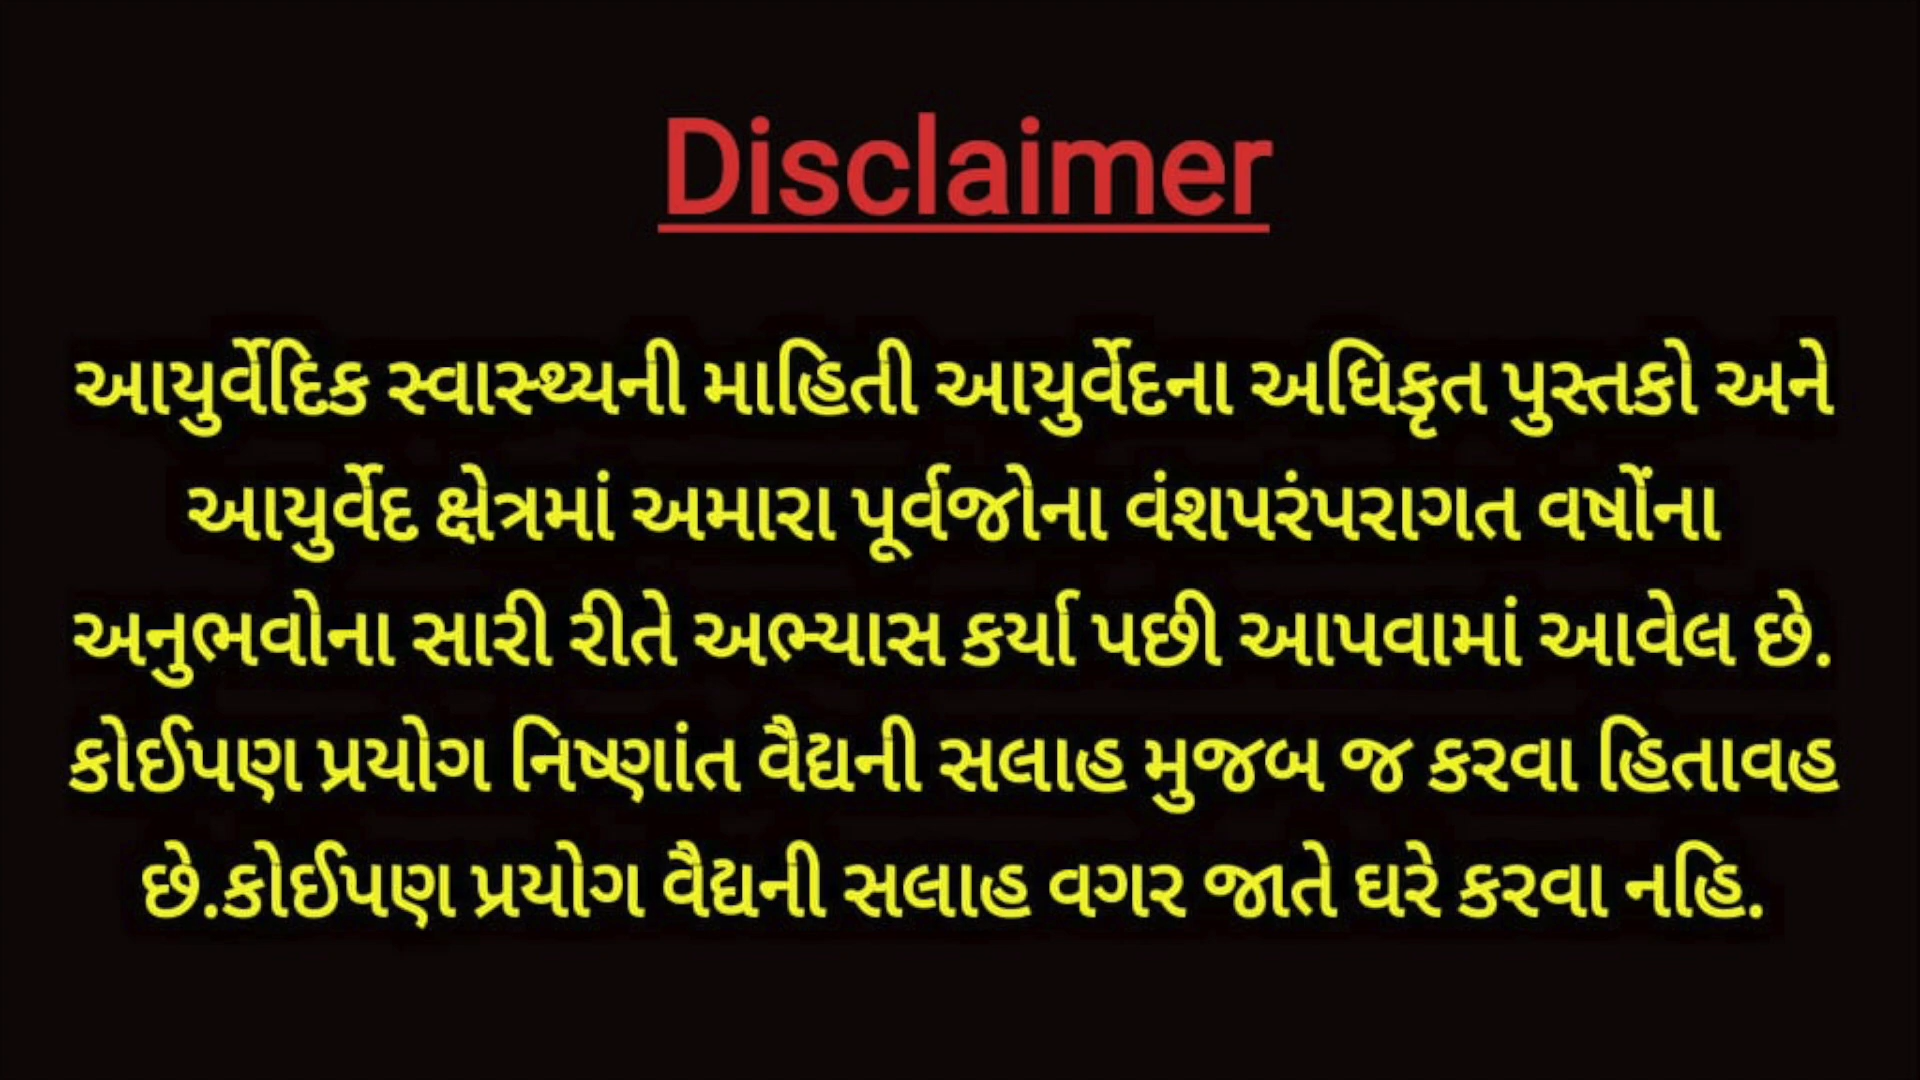 Disclaimer
આયુર્વેદિક સ્વાસ્થ્યની માહિતી આયુર્વેદના અધિકૃત પુસ્તકો અને
આયુર્વેદ ક્ષેત્રમાં અમારા પૂર્વજોના વંશપરંપરાગત વર્ષોના
અનુભવોના સારી રીતે અભ્યાસ કર્યા પછી આપવામાં આવેલ છે.
કોઈપણ પ્રયોગ નિષ્ણાંત વૈદ્યની સલાહ મુજબ જ કરવા હિતાવહ
છે.કોઈપણ પ્રયોગ વૈદ્યની સલાહ વગર જાતે ઘરે કરવા નહિ.